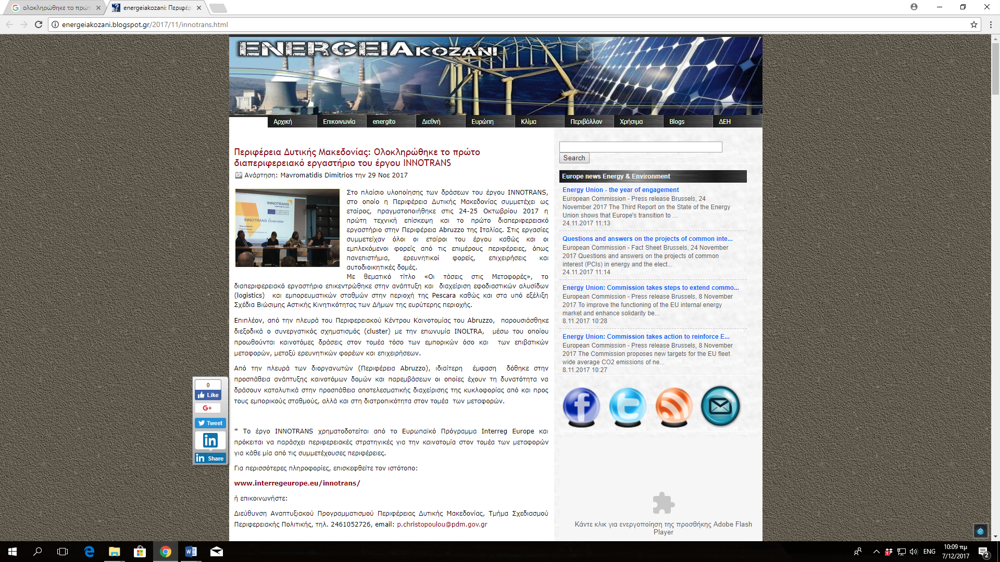 ολοκληρώθηκε το πρώτ
energeiakozani: Περιφέρ
energeiakozani.blogspot.gr/2017/11/innotrans.html
ENERGEIAKOZANI
Αρχική Επικοινωνία energito Διεθνή Ευρώπη Κλίμα Περιβάλλον Χρήσιμα Blogs ΔΕΗ
Περιφέρεια Δυτικής Μακεδονίας: Ολοκληρώθηκε το πρώτο
διαπεριφερειακό εργαστήριο του έργου INNOTRANS
Ανάρτηση: Mavromatidis Dimitrios την 29 Νοε 2017
INNOTRANS
Interreg Europe
INNOTRANS Overview
Στο πλαίσιο υλοποίησης των δράσεων του έργου INNOTRANS,
στο οποίο η Περιφέρεια Δυτικής Μακεδονίας συμμετέχει ως
εταίρος, πραγματοποιήθηκε στις 24-25 Οκτωβρίου 2017 η
πρώτη τεχνική επίσκεψη και το πρώτο διαπεριφερειακό
εργαστήριο στην Περιφέρεια Abruzzo της Ιταλίας. Στις εργασίες
συμμετείχαν όλοι οι εταίροι του έργου καθώς και οι
εμπλεκόμενοι φορείς από τις επιμέρους περιφέρειες, όπως
πανεπιστήμια, ερευνητικοί φορείς, επιχειρήσεις και
αυτοδιοικητικές δομές.
Με θεματικό τίτλο «Οι τάσεις στις Μεταφορές», το
διαπεριφερειακό εργαστήριο επικεντρώθηκε στην ανάπτυξη και διαχείριση εφοδιαστικών αλυσίδων
(logistics) και εμπορευματικών σταθμών στην περιοχή της Pescara καθώς και στα υπό εξέλιξη
Σχέδια Βιώσιμης Αστικής Κινητικότητας των Δήμων της ευρύτερης περιοχής.
Επιπλέον, από την πλευρά του Περιφερειακού Κέντρου Καινοτομίας του Abruzzo, παρουσιάσθηκε
διεξοδικά ο συνεργατικός σχηματισμός (cluster) με την επωνυμία INOLTRA, μέσω του οποίου
προωθούνται καινοτόμες δράσεις στον τομέα τόσο των εμπορικών όσο και των επιβατικών
μεταφορών, μεταξύ ερευνητικών φορέων και επιχειρήσεων.
Από την πλευρά των διοργανωτών (Περιφέρεια Abruzzo), ιδιαίτερη έμφαση δόθηκε στην
προσπάθεια ανάπτυξης καινοτόμων δομών και παρεμβάσεων οι οποίες έχουν τη δυνατότητα να
δράσουν καταλυτικά στην προσπάθεια αποτελεσματικής διαχείρισης της κυκλοφορίας από και προς
τους εμπορικούς σταθμούς, αλλά και στη διατροπικότητα στον τομέα των μεταφορών.
* Το έργο INNOTRANS χρηματοδοτείται από το Ευρωπαϊκό Πρόγραμμα Interreg Europe και
πρόκειται να παράσχει περιφερειακές στρατηγικές για την καινοτομία στον τομέα των μεταφορών
για κάθε μία από τις συμμετέχουσες περιφέρειες.
Για περισσότερες πληροφορίες, επισκεφθείτε τον ιστότοπο:
www.interregeurope.eu/innotrans/
ή επικοινωνήστε:
Διεύθυνση Αναπτυξιακού Προγραμματισμού Περιφέρειας Δυτικής Μακεδονίας, Τμήμα Σχεδιασμού
Περιφερειακής Πολιτικής, τηλ. 2461052726, email: p.christopoulou@pdm.gov.gr
0
Like
G+
Tweet
in
in Share
Search
Europe news Energy & Environment
Energy Union - the year of engagement
European Commission - Press release Brussels, 24
November 2017 The Third Report on the State of the Energy
Union shows that Europe's transition to ...
24.11.2017 11:13
Questions and answers on the projects of common inte...
European Commission - Fact Sheet Brussels, 24 November
2017 Questions and answers on the projects of common
interest (PCIs) in energy and the elect...
24.11.2017 11:14
Energy Union: Commission takes steps to extend commo...
European Commission - Press release Brussels, 8 November
2017 To improve the functioning of the EU internal energy
market and enhance solidarity be...
8.11.2017 10:28
Energy Union: Commission takes action to reinforce E...
European Commission - Press release Brussels, 8 November
2017 The Commission proposes new targets for the EU fleet
wide average CO2 emissions of ne...
8.11.2017 10:27
Κάντε κλικ για ενεργοποίηση της προσθήκης Adobe Flash
Player
ENG
10:09 πμ
7/12/2017
2